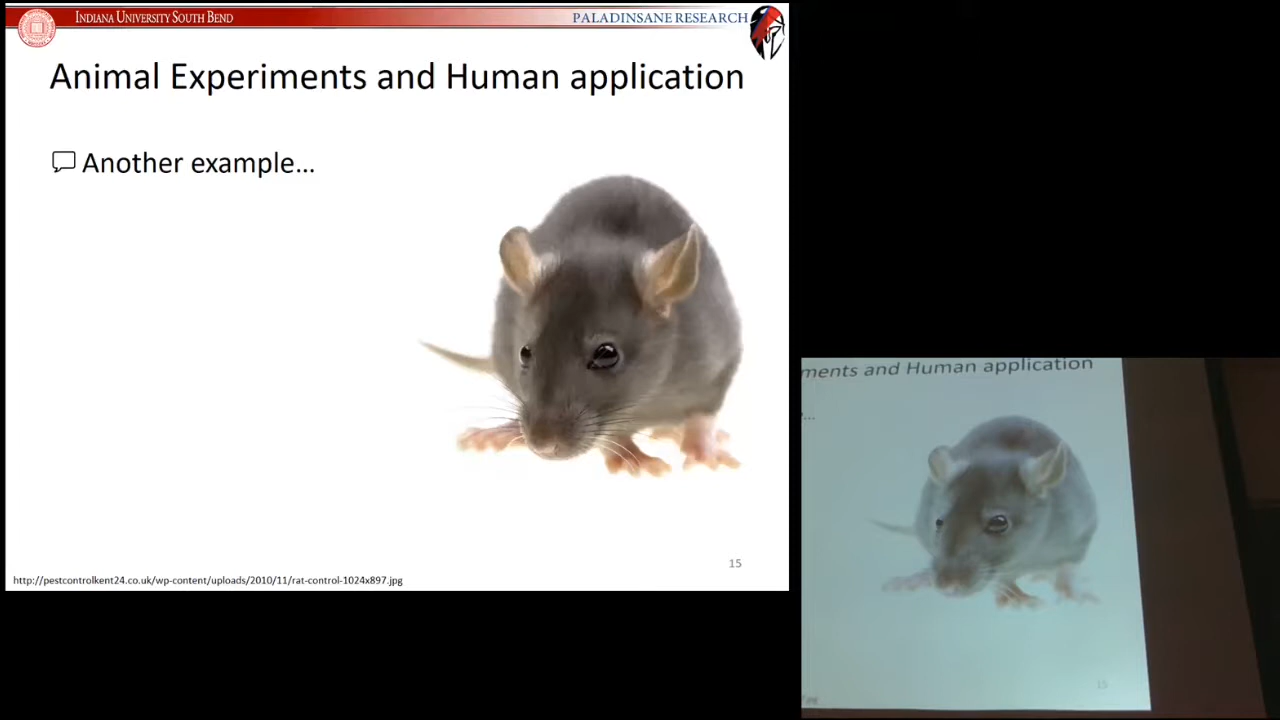 INDIANA UNIVERSITY SOUTH BEND
PALADINSANE RESEARCH
Animal Experiments and Human application
Another example...
15
http://pestcontrolkent24.co.uk/wp-content/uploads/2010/11/rat-control-1024x897.jpg
ments and Human application
...
15